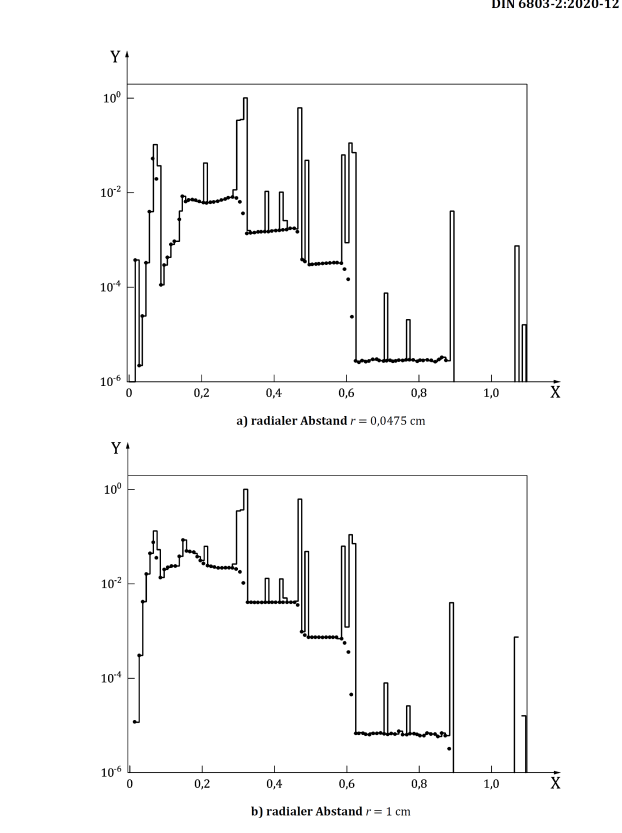 DIN 6803-2:2020-12
Y
10⁰
10⁻²
10⁻⁴
10⁻⁶
0 0,2 0,4 0,6 0,8 1,0 X
a) radialer Abstand r = 0,0475 cm
Y
10⁰
10⁻²
10⁻⁴
10⁻⁶
0 0,2 0,4 0,6 0,8 1,0 X
b) radialer Abstand r = 1 cm